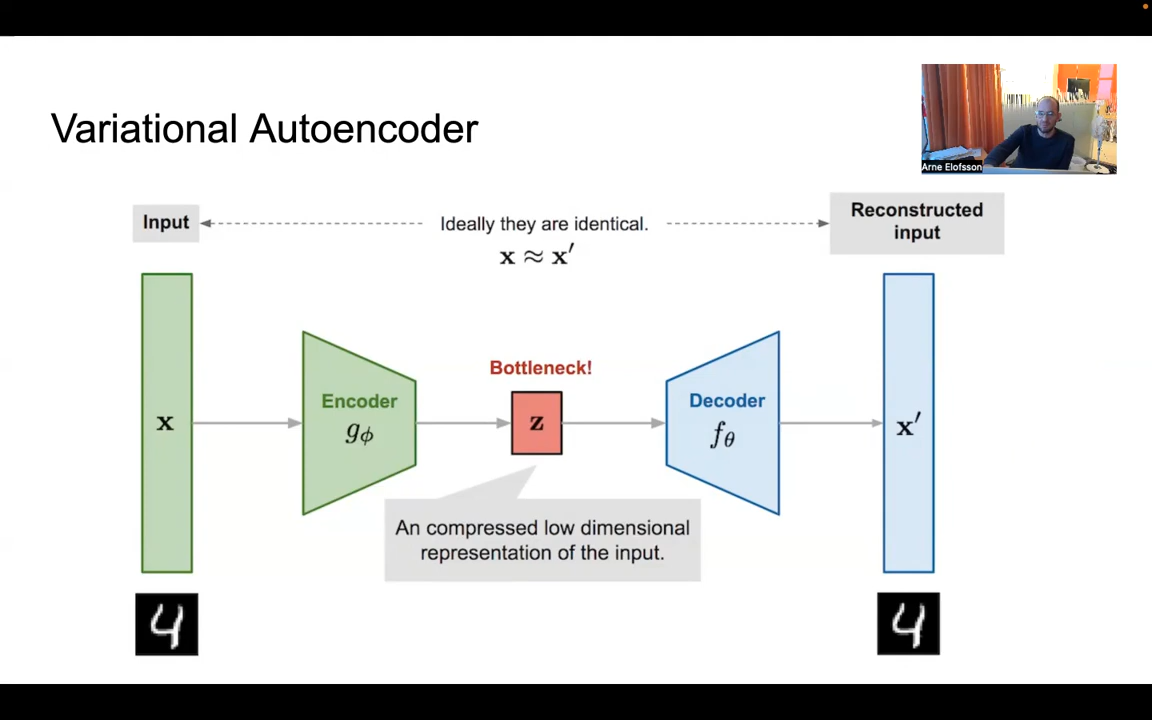 Variational Autoencoder
Arne Elofsson
Input
Ideally they are identical.
x ≈ x′
Reconstructed
input
Bottleneck!
x
Encoder
gϕ
z
Decoder
fθ
x′
An compressed low dimensional
representation of the input.
4
4